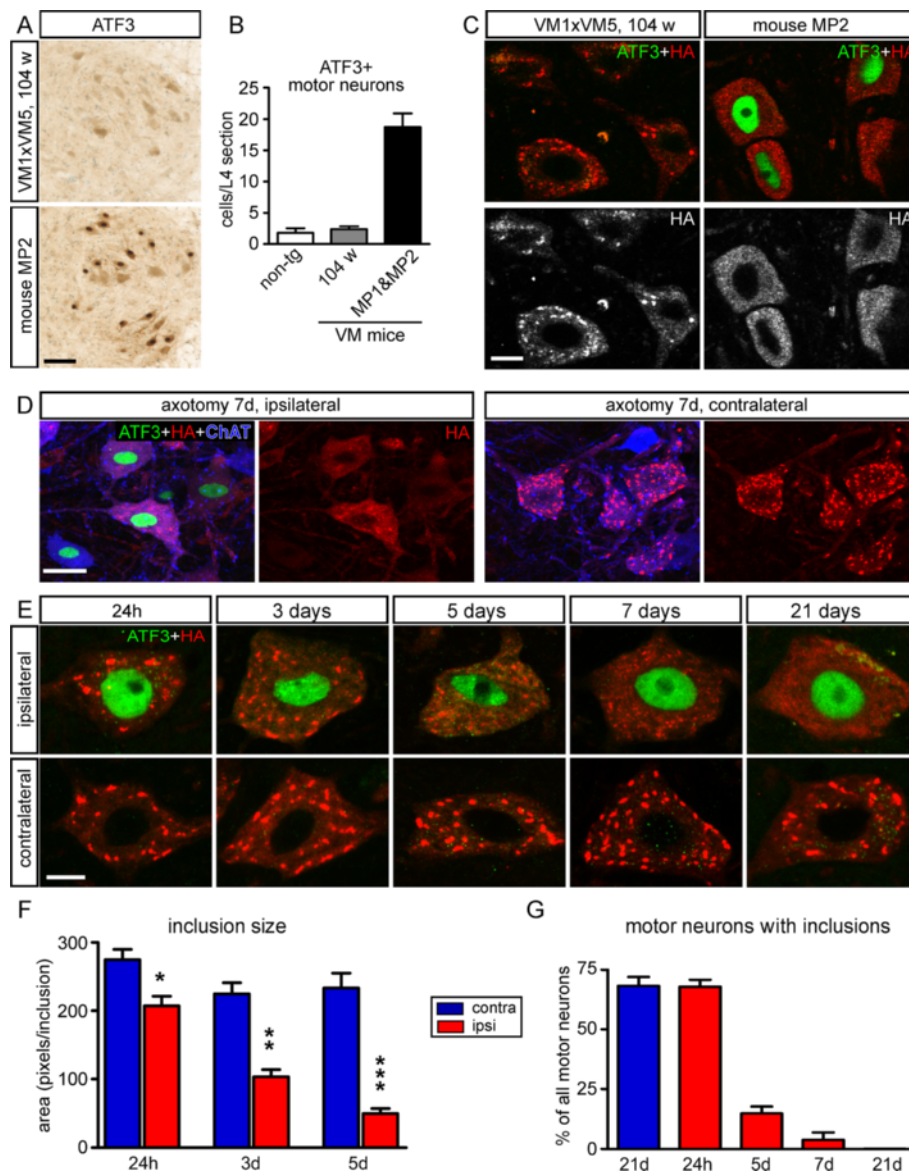 A
ATF3
VM1xVM5, 104 w
mouse MP2
B
ATF3+
motor neurons
cells/L4 section
25
20
15
10
5
0
non-tg
104 w
MP1&MP2
VM mice
C
VM1xVM5, 104 w
mouse MP2
ATF3+HA
ATF3+HA
HA
HA
D
axotomy 7d, ipsilateral
axotomy 7d, contralateral
ATF3+HA+ChAT
HA
HA
E
24h
3 days
5 days
7 days
21 days
ATF3+HA
ipsilateral
contralateral
F
inclusion size
area (pixels/inclusion)
300
200
100
0
*
**
***
24h
3d
5d
contra
ipsi
G
motor neurons with inclusions
% of all motor neurons
75
50
25
0
21d
24h
5d
7d
21d